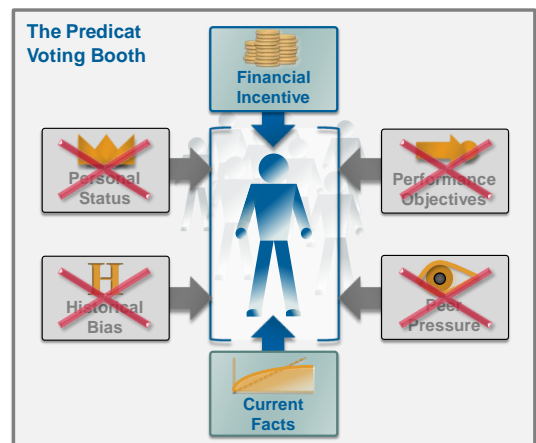 The Predicat
Voting Booth
Financial
Incentive
Personal
Status
Performance
Objectives
H
Historical
Bias
Peer
Pressure
Current
Facts